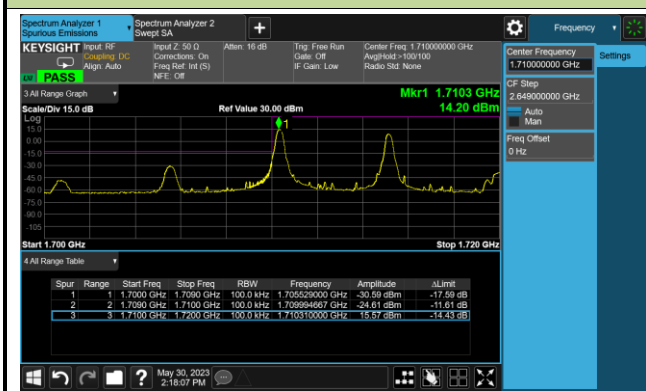 Spectrum Analyzer 1
Spurious Emissions
Spectrum Analyzer 2
Swept SA
Frequency
KEYSIGHT
Input: RF
Coupling: DC
Align: Auto
Input Z: 50 Ω
Corrections: On
Freq Ref: Int (S)
NFE: Off
Atten: 16 dB
Trig: Free Run
Gate: Off
IF Gain: Low
Center Freq: 1.710000000 GHz
Avg|Hold:>100/100
Radio Std: None
PASS
Center Frequency
1.710000000 GHz
Settings
CF Step
2.649000000 GHz
Auto
Man
Freq Offset
0 Hz
3 All Range Graph
Mkr1 1.7103 GHz
Scale/Div 15.0 dB
Ref Value 30.00 dBm
14.20 dBm
Log
1
15.0
0.00
-15.0
-30.0
-45.0
-60.0
-75.0
-90.0
-105
Start 1.700 GHz
Stop 1.720 GHz
4 All Range Table
Spur Range Start Freq Stop Freq RBW Frequency Amplitude ΔLimit
1 1 1.7000 GHz 1.7090 GHz 100.0 kHz 1.705529000 GHz -30.59 dBm -17.59 dB
2 2 1.7090 GHz 1.7100 GHz 100.0 kHz 1.709994667 GHz -24.61 dBm -11.61 dB
3 3 1.7100 GHz 1.7200 GHz 100.0 kHz 1.710310000 GHz 15.57 dBm -14.43 dB
May 30, 2023
2:18:07 PM